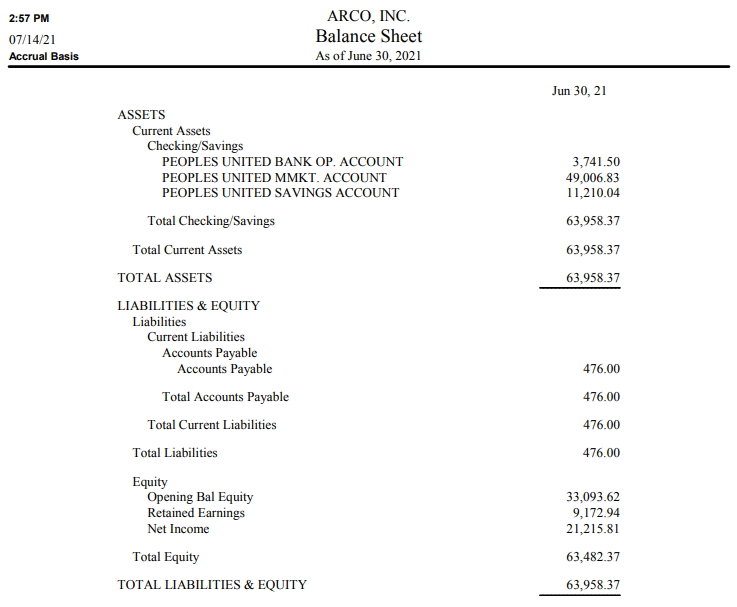 2:57 PM
ARCO, INC.
07/14/21
Balance Sheet
Accrual Basis
As of June 30, 2021
Jun 30, 21
ASSETS
Current Assets
Checking/Savings
PEOPLES UNITED BANK OP. ACCOUNT 3,741.50
PEOPLES UNITED MMKT. ACCOUNT 49,006.83
PEOPLES UNITED SAVINGS ACCOUNT 11,210.04
Total Checking/Savings 63,958.37
Total Current Assets 63,958.37
TOTAL ASSETS 63,958.37
LIABILITIES & EQUITY
Liabilities
Current Liabilities
Accounts Payable
Accounts Payable 476.00
Total Accounts Payable 476.00
Total Current Liabilities 476.00
Total Liabilities 476.00
Equity
Opening Bal Equity 33,093.62
Retained Earnings 9,172.94
Net Income 21,215.81
Total Equity 63,482.37
TOTAL LIABILITIES & EQUITY 63,958.37